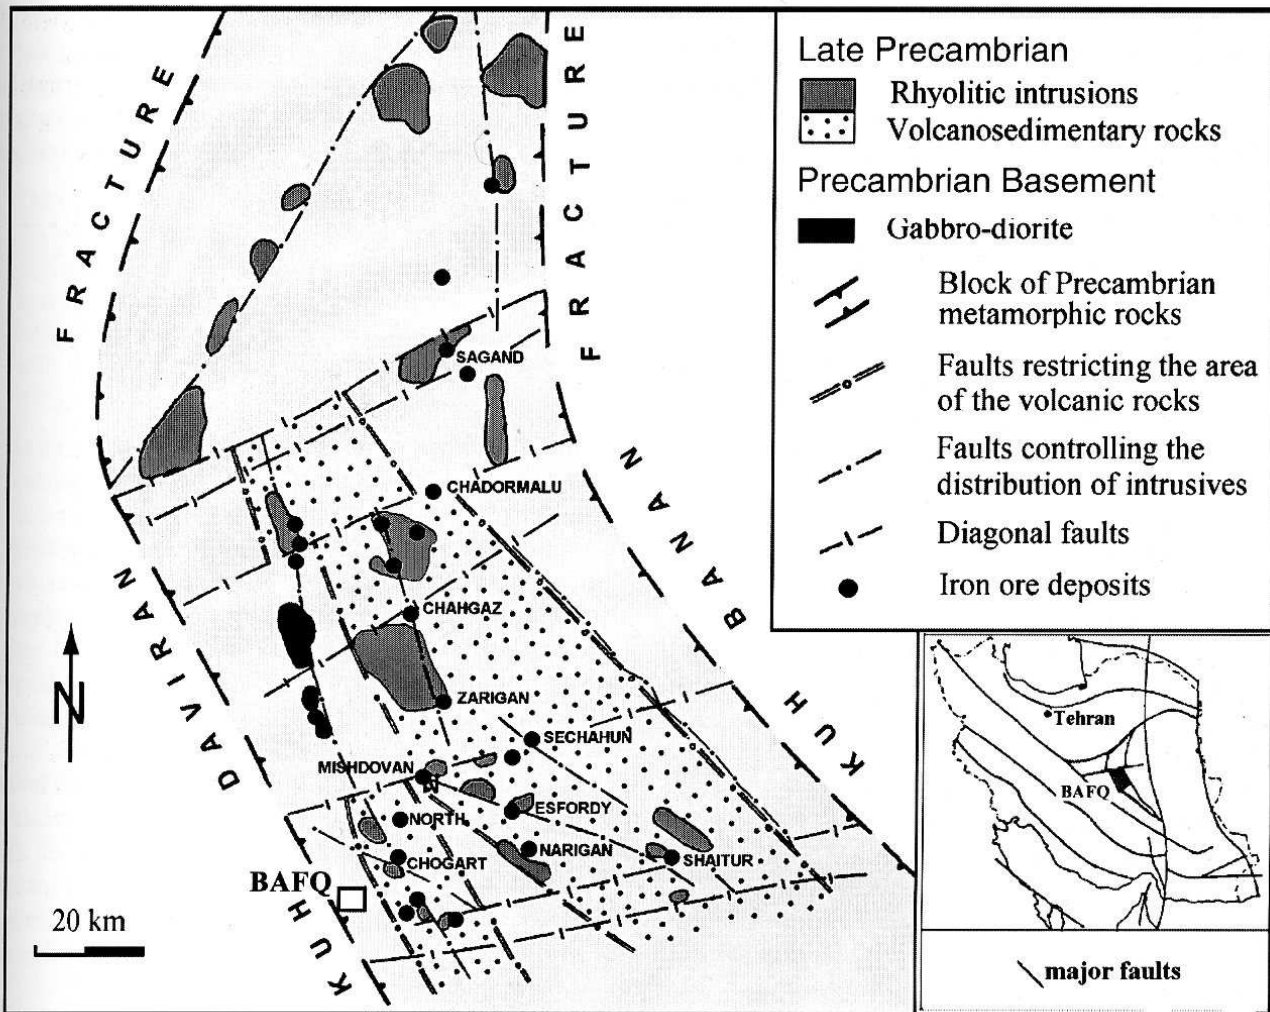 FRACTURE
FRACTURE
Late Precambrian
Rhyolitic intrusions
Volcanosedimentary rocks
Precambrian Basement
Gabbro-diorite
Block of Precambrian
metamorphic rocks
Faults restricting the area
of the volcanic rocks
Faults controlling the
distribution of intrusives
Diagonal faults
Iron ore deposits
SAGAND
CHADORMALU
CHAHGAZ
ZARIGAN
SECHAHUN
MISHDOVAN
ESFORDY
NORTH
NARIGAN
CHOGART
SHAITUR
BAFQ
KUH DAVIRAN
KUH BANAN
N
20 km
Tehran
BAFQ
major faults